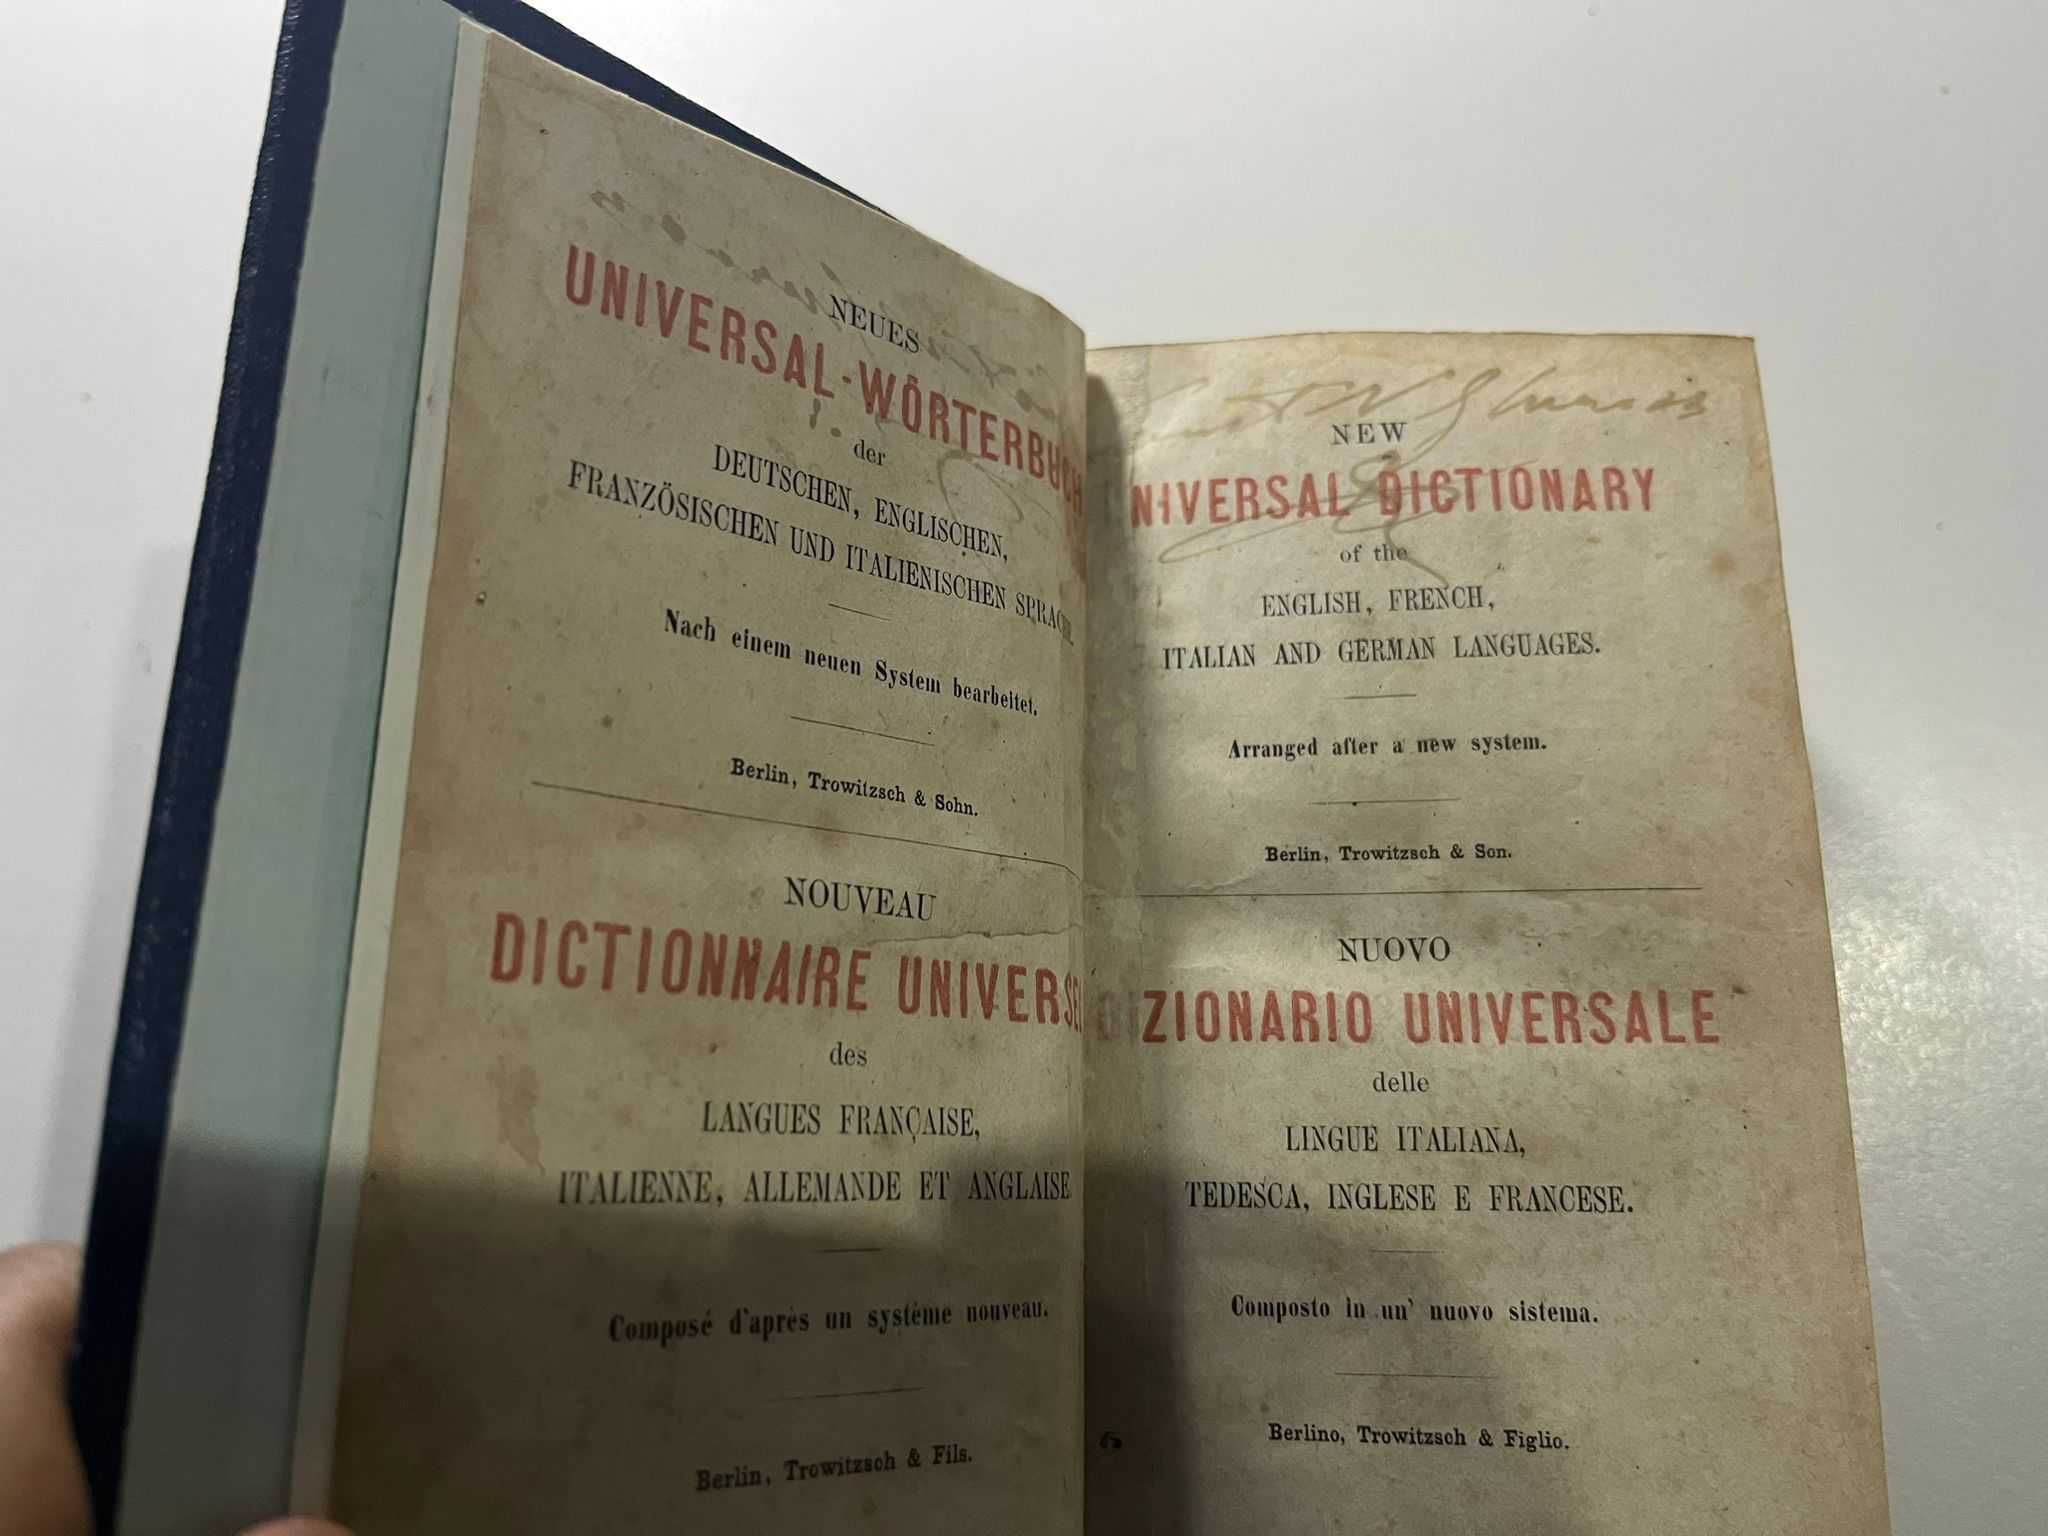 NEUES
UNIVERSAL-WÖRTERBUCH
der
DEUTSCHEN, ENGLISCHEN,
FRANZÖSISCHEN UND ITALIENISCHEN SPRACHE.
Nach einem neuen System bearbeitet.
Berlin, Trowitzsch & Sohn.
NOUVEAU
DICTIONNAIRE UNIVERSEL
des
LANGUES FRANÇAISE,
ITALIENNE, ALLEMANDE ET ANGLAISE
Composé d'après un système nouveau.
Berlin, Trowitzsch & Fils.
NEW
UNIVERSAL DICTIONARY
of the
ENGLISH, FRENCH,
ITALIAN AND GERMAN LANGUAGES.
Arranged after a new system.
Berlin, Trowitzsch & Son.
NUOVO
DIZIONARIO UNIVERSALE
delle
LINGUE ITALIANA,
TEDESCA, INGLESE E FRANCESE.
Composto in un' nuovo sistema.
Berlino, Trowitzsch & Figlio.